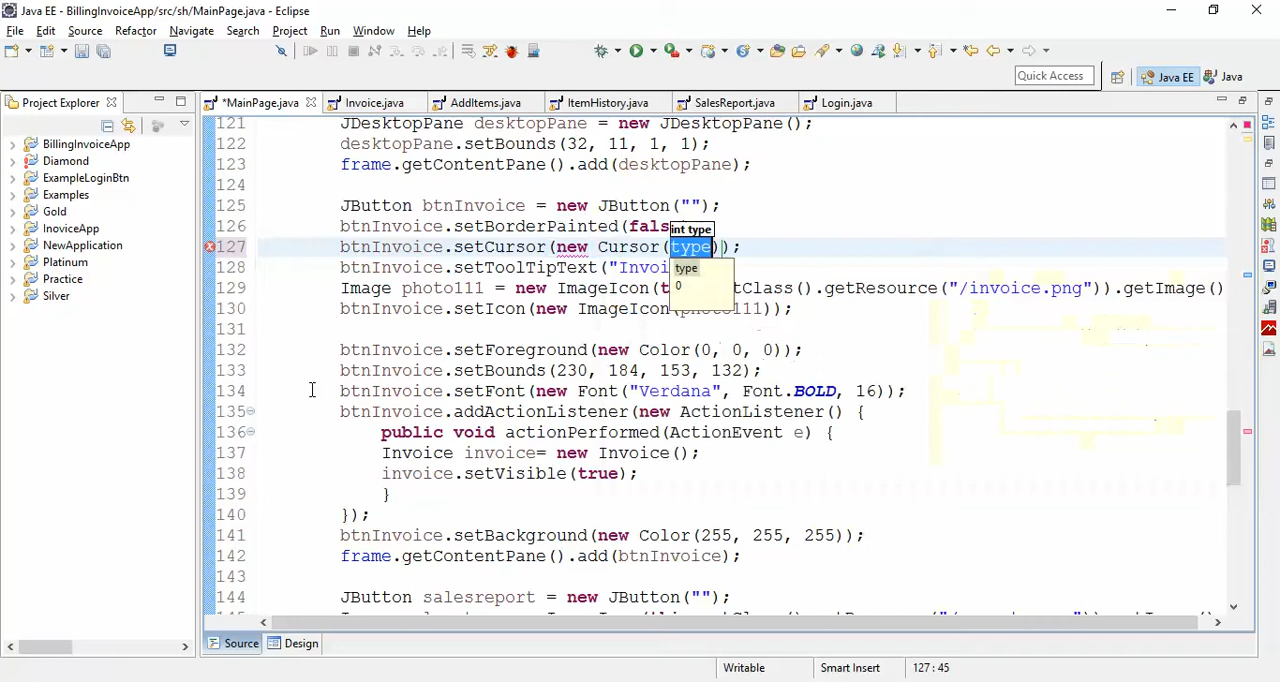 Java EE - BillingInvoiceApp/src/sh/MainPage.java - Eclipse
File Edit Source Refactor Navigate Search Project Run Window Help
Quick Access Java EE Java
Project Explorer
*MainPage.java Invoice.java AddItems.java ItemHistory.java SalesReport.java Login.java
BillingInvoiceApp
Diamond
ExampleLoginBtn
Examples
Gold
InoviceApp
NewApplication
Platinum
Practice
Silver
121 JDesktopPane desktopPane = new JDesktopPane();
122 desktopPane.setBounds(32, 11, 1, 1);
123 frame.getContentPane().add(desktopPane);
124
125 JButton btnInvoice = new JButton("");
126 btnInvoice.setBorderPainted(fals
int type
127 btnInvoice.setCursor(new Cursor(type));
128 btnInvoice.setToolTipText("Invoi
type
0
129 Image photo111 = new ImageIcon(t tClass().getResource("/invoice.png")).getImage()
130 btnInvoice.setIcon(new ImageIcon(photo111));
131
132 btnInvoice.setForeground(new Color(0, 0, 0));
133 btnInvoice.setBounds(230, 184, 153, 132);
134 btnInvoice.setFont(new Font("Verdana", Font.BOLD, 16));
135 btnInvoice.addActionListener(new ActionListener() {
136 public void actionPerformed(ActionEvent e) {
137 Invoice invoice= new Invoice();
138 invoice.setVisible(true);
139 }
140 });
141 btnInvoice.setBackground(new Color(255, 255, 255));
142 frame.getContentPane().add(btnInvoice);
143
144 JButton salesreport = new JButton("");
Source Design
Writable Smart Insert 127 : 45